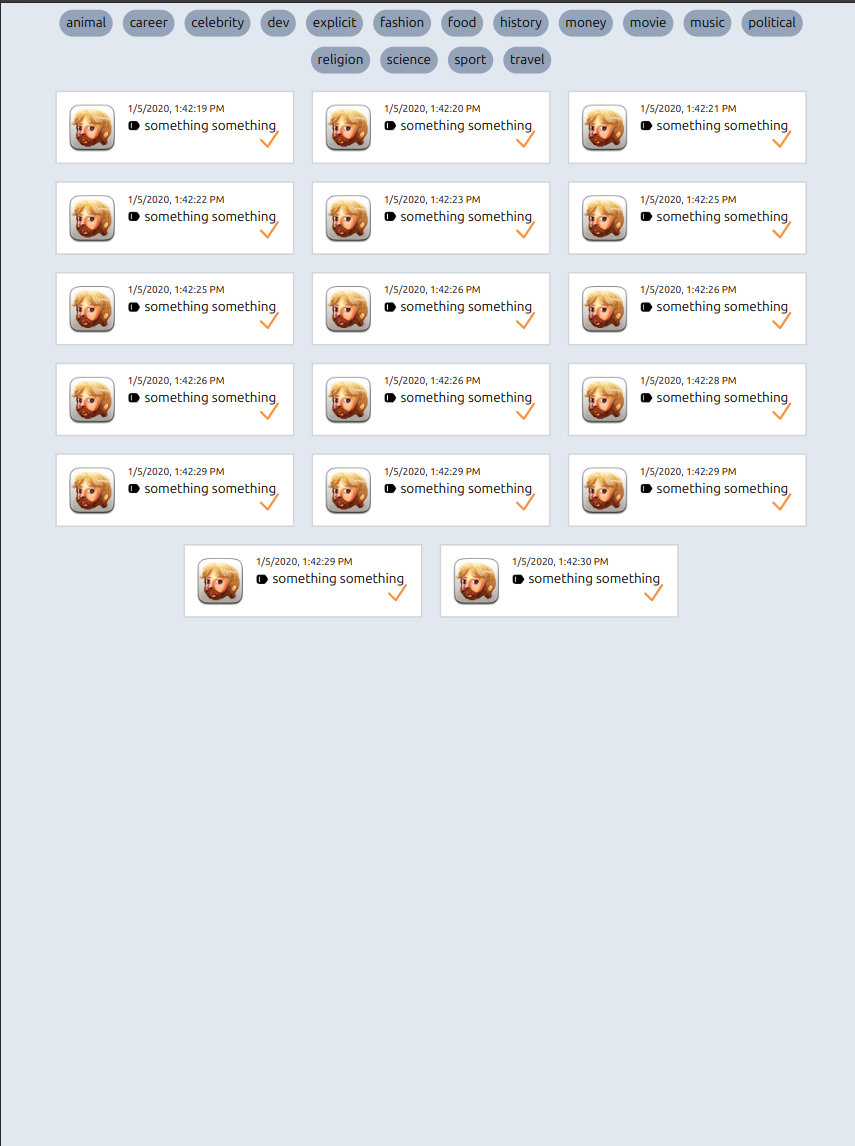 animal career celebrity dev explicit fashion food history money movie music political
religion science sport travel
1/5/2020, 1:42:19 PM
something something
1/5/2020, 1:42:20 PM
something something
1/5/2020, 1:42:21 PM
something something
1/5/2020, 1:42:22 PM
something something
1/5/2020, 1:42:23 PM
something something
1/5/2020, 1:42:25 PM
something something
1/5/2020, 1:42:25 PM
something something
1/5/2020, 1:42:26 PM
something something
1/5/2020, 1:42:26 PM
something something
1/5/2020, 1:42:26 PM
something something
1/5/2020, 1:42:26 PM
something something
1/5/2020, 1:42:28 PM
something something
1/5/2020, 1:42:29 PM
something something
1/5/2020, 1:42:29 PM
something something
1/5/2020, 1:42:29 PM
something something
1/5/2020, 1:42:29 PM
something something
1/5/2020, 1:42:30 PM
something something